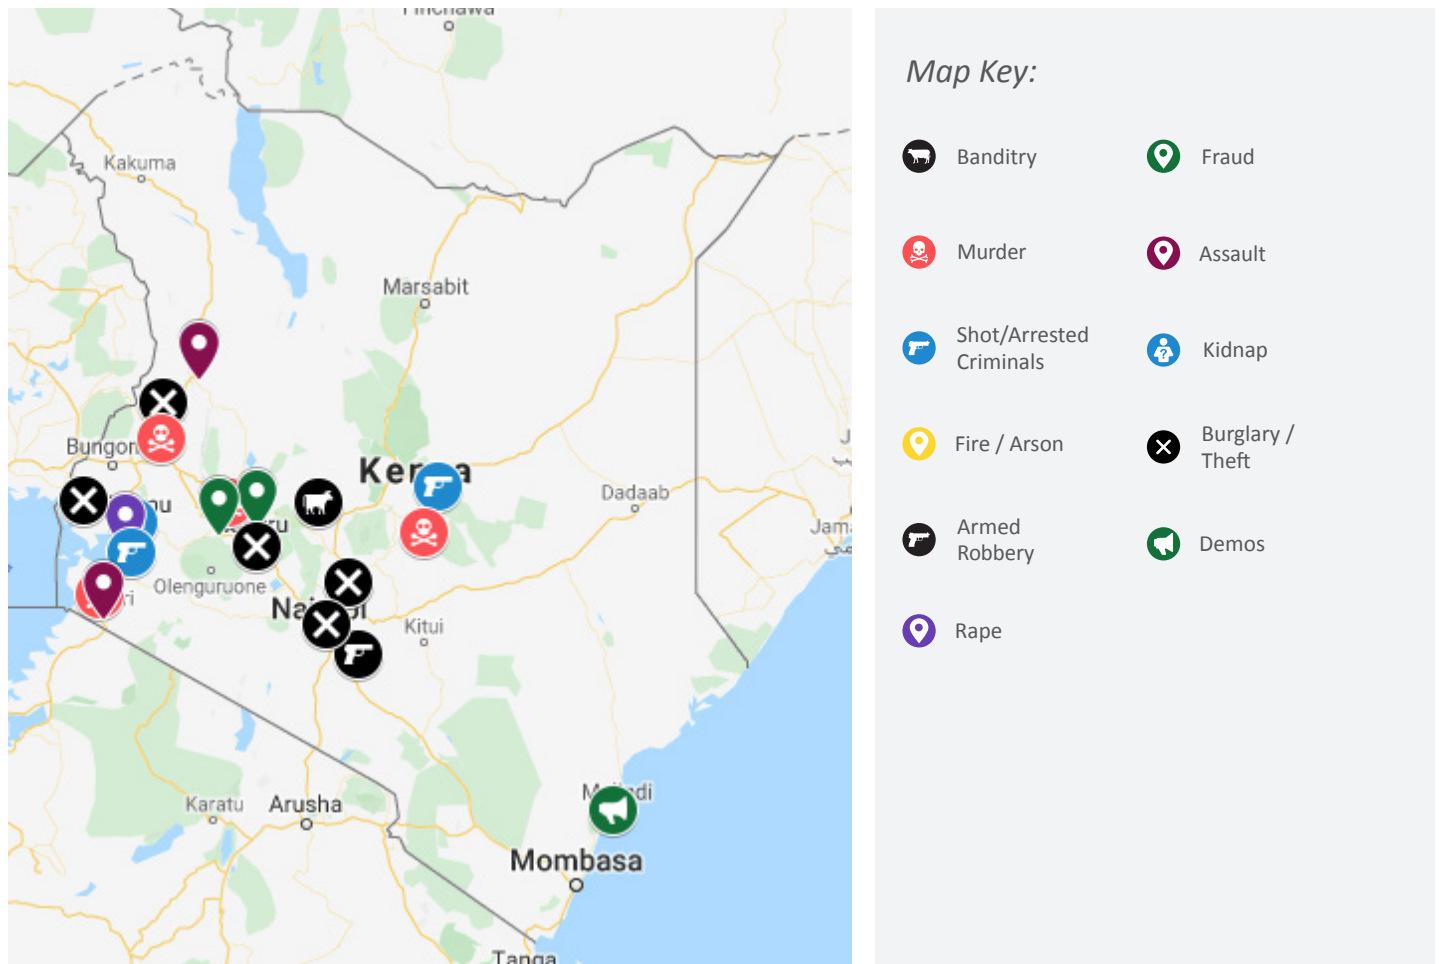 Kakuma
Marsabit
Dadaab
Olenguruone
Kitui
Karatu
Arusha
Mombasa
Tanga
Map Key:
Banditry
Fraud
Murder
Assault
Shot/Arrested
Criminals
Kidnap
Fire / Arson
Burglary /
Theft
Armed
Robbery
Demos
Rape